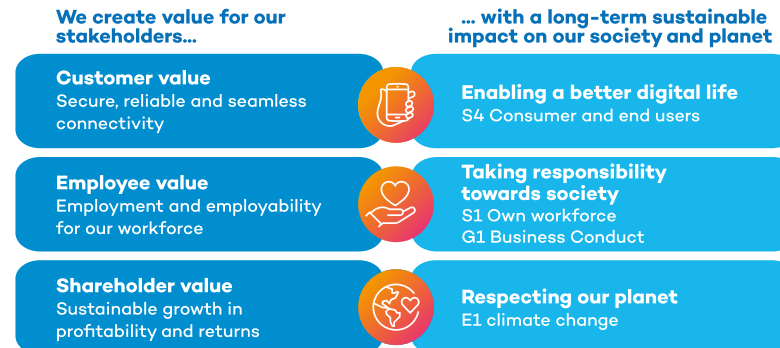 We create value for our
stakeholders...
... with a long-term sustainable
impact on our society and planet
Customer value
Secure, reliable and seamless
connectivity
Enabling a better digital life
S4 Consumer and end users
Employee value
Employment and employability
for our workforce
Taking responsibility
towards society
S1 Own workforce
G1 Business Conduct
Shareholder value
Sustainable growth in
profitability and returns
Respecting our planet
E1 climate change